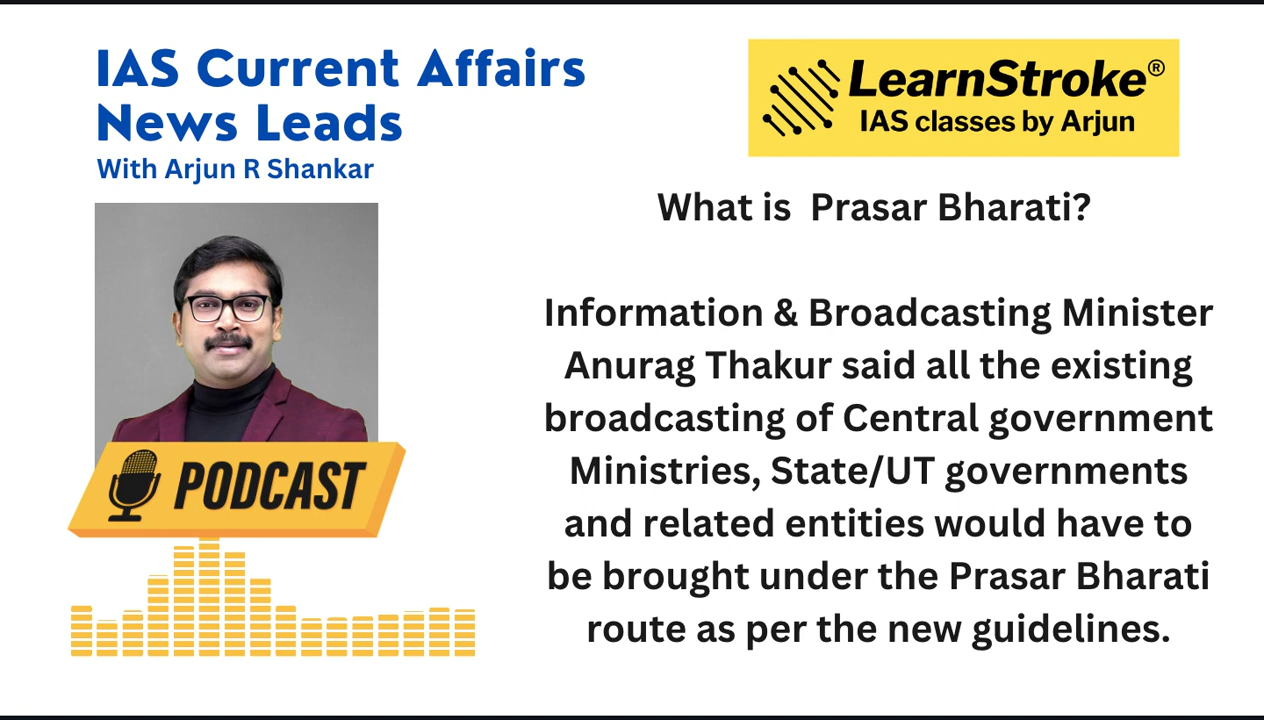 IAS Current Affairs
News Leads
With Arjun R Shankar
LearnStroke®
IAS classes by Arjun
What is  Prasar Bharati?
Information & Broadcasting Minister
Anurag Thakur said all the existing
broadcasting of Central government
Ministries, State/UT governments
and related entities would have to
be brought under the Prasar Bharati
route as per the new guidelines.
PODCAST